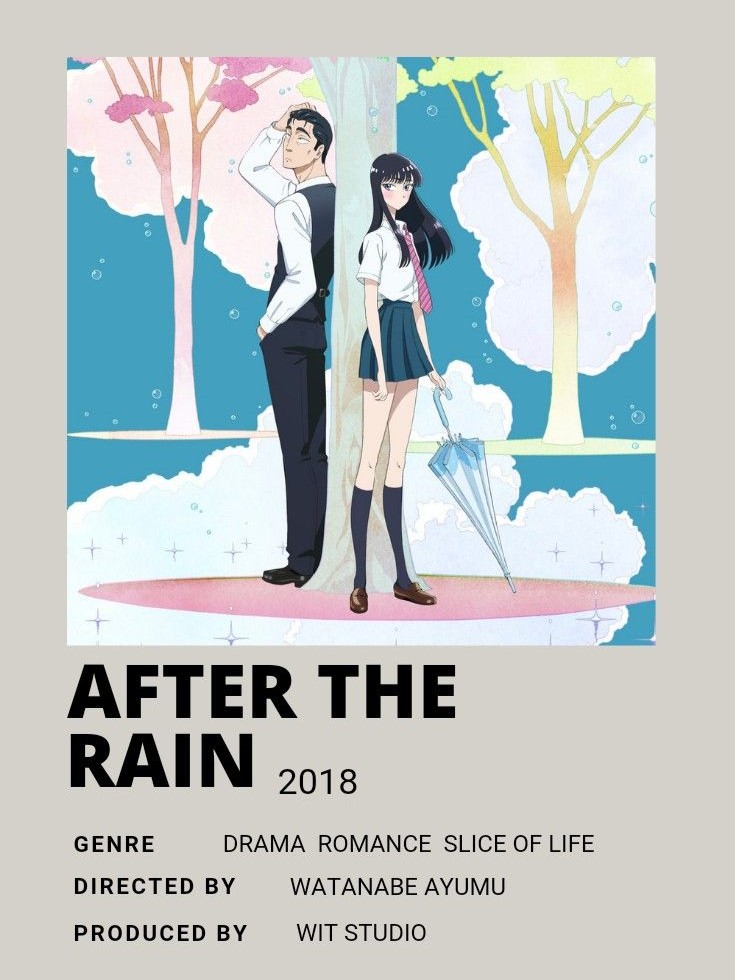 AFTER THE
RAIN 2018
GENRE DRAMA ROMANCE SLICE OF LIFE
DIRECTED BY WATANABE AYUMU
PRODUCED BY WIT STUDIO